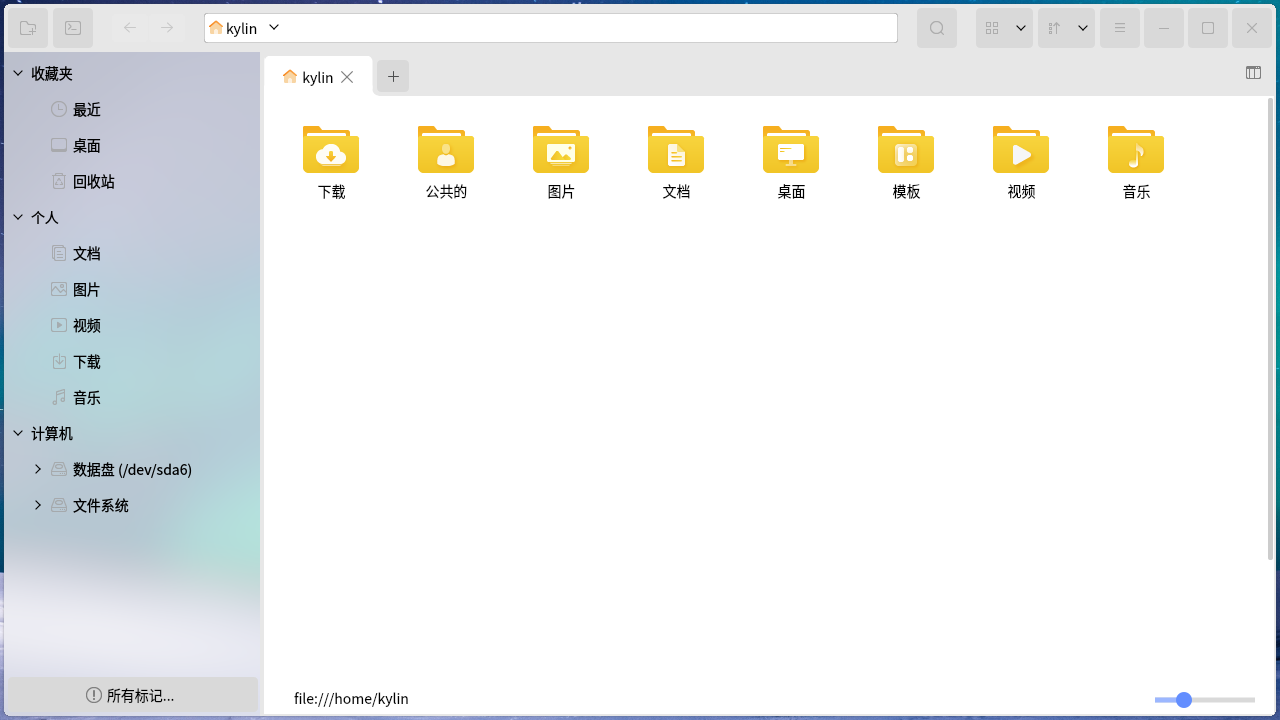 kylin
收藏夹
最近
桌面
回收站
个人
文档
图片
视频
下载
音乐
计算机
数据盘 (/dev/sda6)
文件系统
所有标记...
kylin
下载
公共的
图片
文档
桌面
模板
视频
音乐
file:///home/kylin